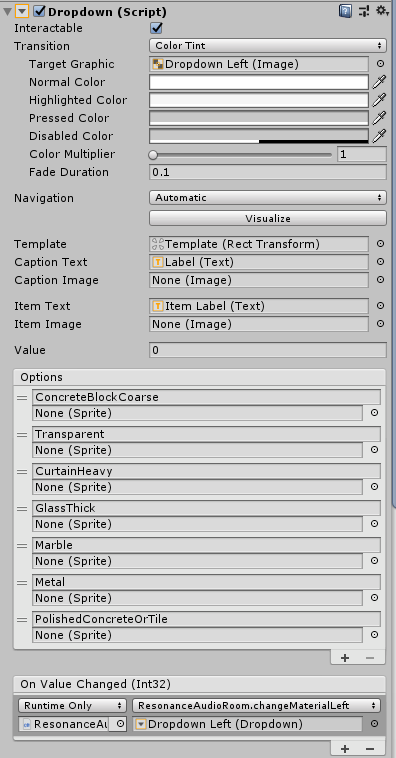 Dropdown (Script)
Interactable
Transition Color Tint
Target Graphic Dropdown Left (Image)
Normal Color
Highlighted Color
Pressed Color
Disabled Color
Color Multiplier 1
Fade Duration 0.1
Navigation Automatic
Visualize
Template Template (Rect Transform)
Caption Text Label (Text)
Caption Image None (Image)
Item Text Item Label (Text)
Item Image None (Image)
Value 0
Options
ConcreteBlockCoarse
None (Sprite)
Transparent
None (Sprite)
CurtainHeavy
None (Sprite)
GlassThick
None (Sprite)
Marble
None (Sprite)
Metal
None (Sprite)
PolishedConcreteOrTile
None (Sprite)
+ −
On Value Changed (Int32)
Runtime Only ResonanceAudioRoom.changeMaterialLeft
ResonanceAu Dropdown Left (Dropdown)
+ −